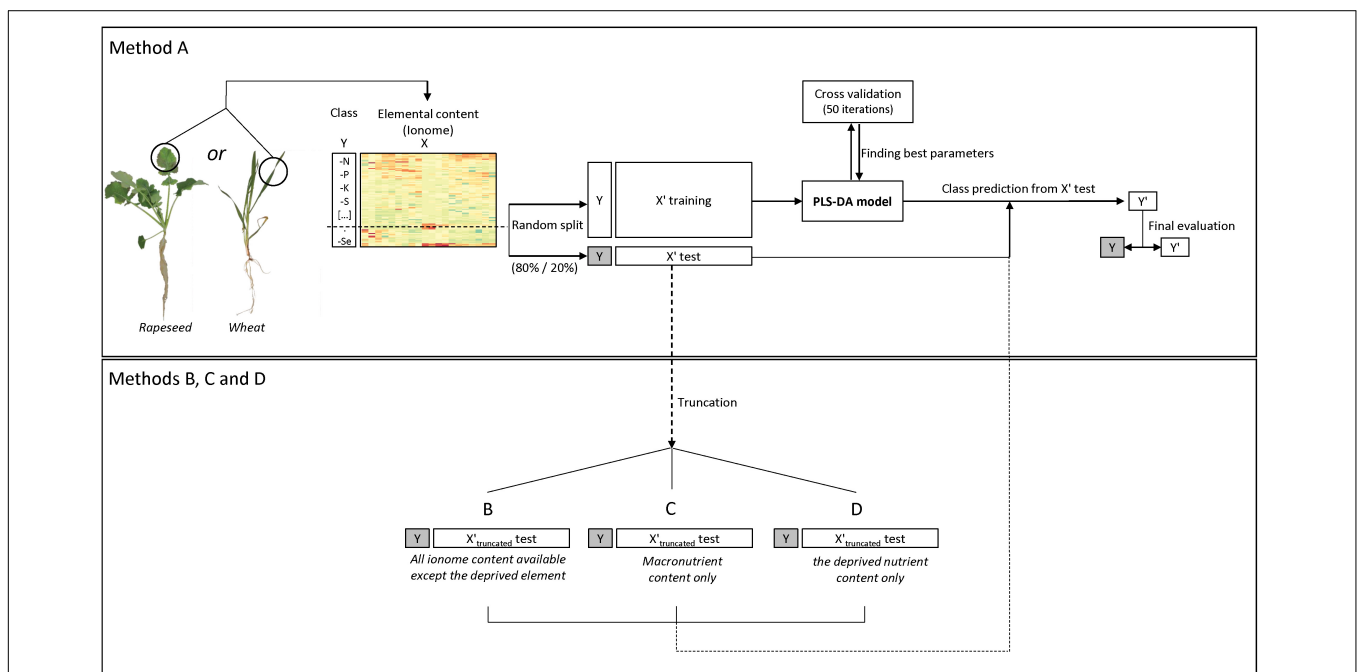 Method A
Class
Elemental content
(Ionome)
Y
X
or
-N
-P
-K
-S
[...]
.
-Se
Rapeseed
Wheat
Random split
(80% / 20%)
Y
X' training
Y
X' test
Cross validation
(50 iterations)
Finding best parameters
PLS-DA model
Class prediction from X' test
Y'
Final evaluation
Y
Y'
Methods B, C and D
Truncation
B
C
D
Y
X'truncated test
Y
X'truncated test
Y
X'truncated test
All ionome content available
except the deprived element
Macronutrient
content only
the deprived nutrient
content only